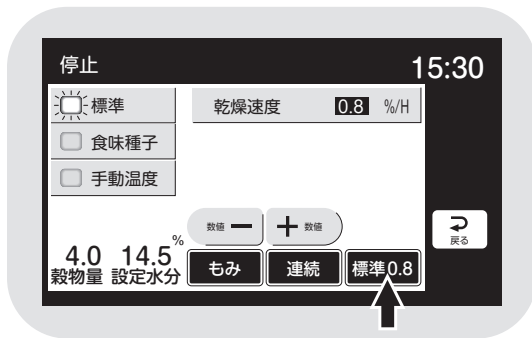 停止 15:30
標準 乾燥速度 0.8 %/H
食味種子
手動温度
数値 － ＋ 数値
戻る
4.0 14.5%
穀物量 設定水分
もみ 連続 標準0.8